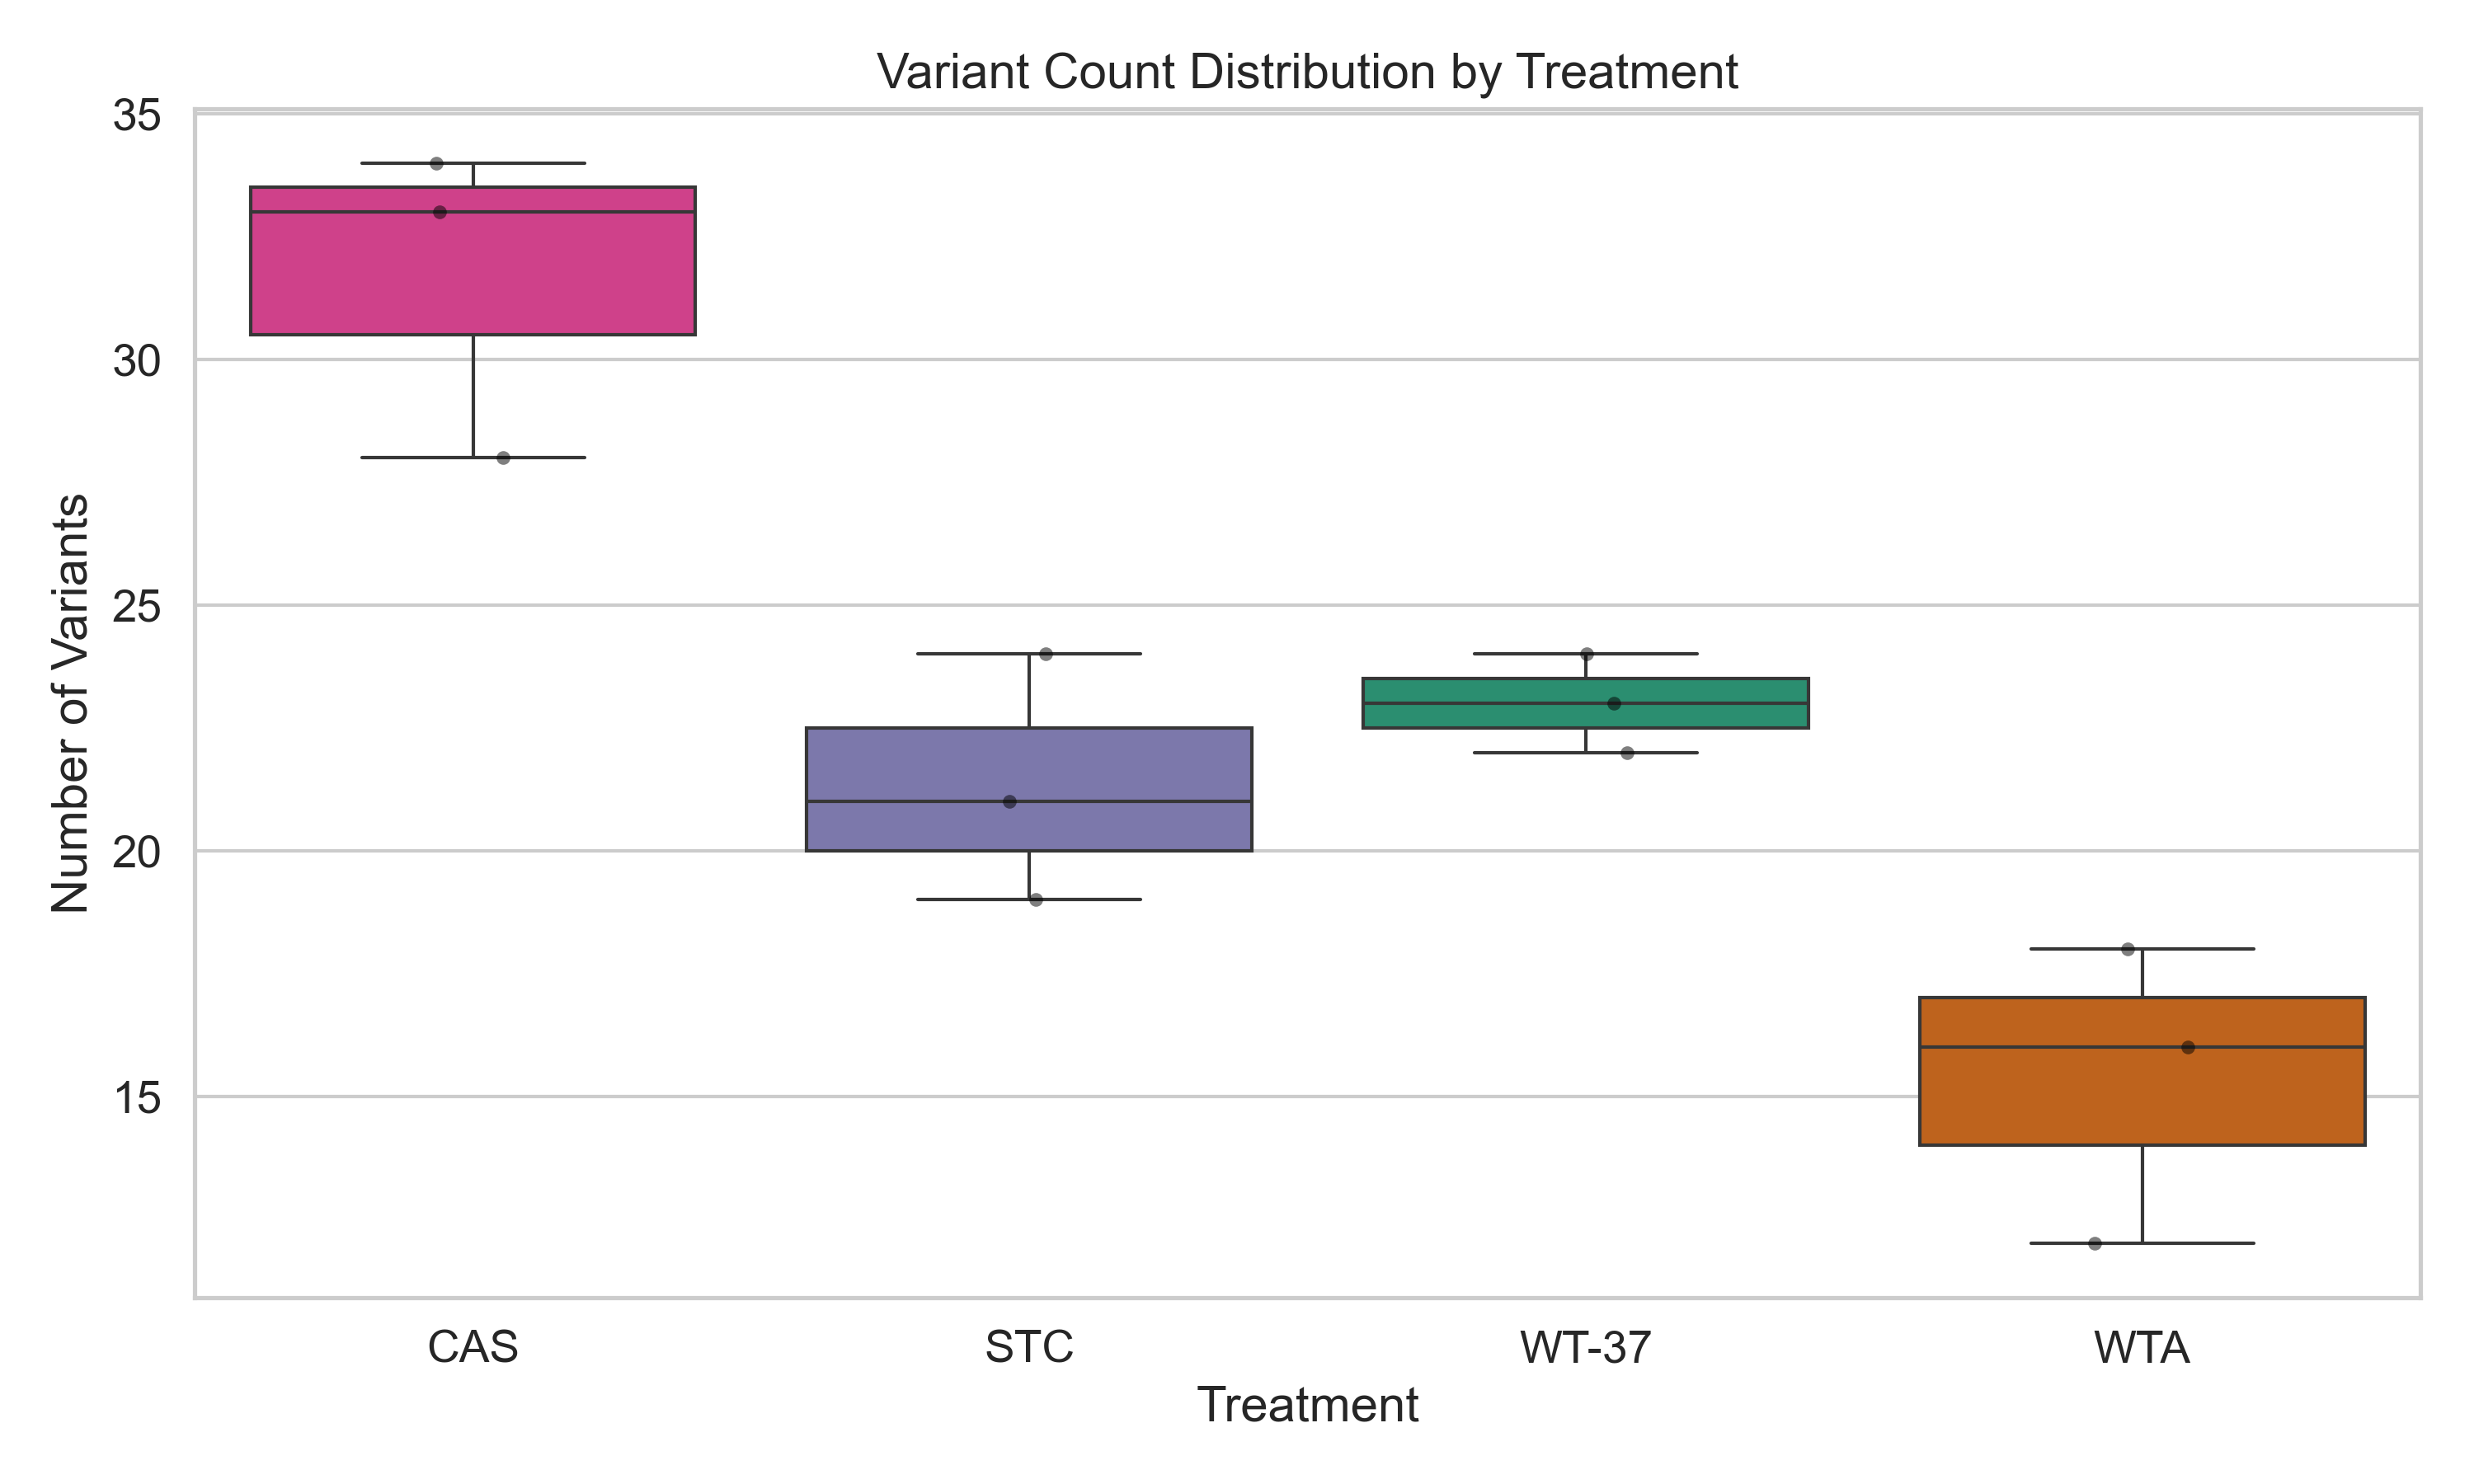 Variant Count Distribution by Treatment
35
30
25
20
15
Number of Variants
CAS
STC
WT-37
WTA
Treatment